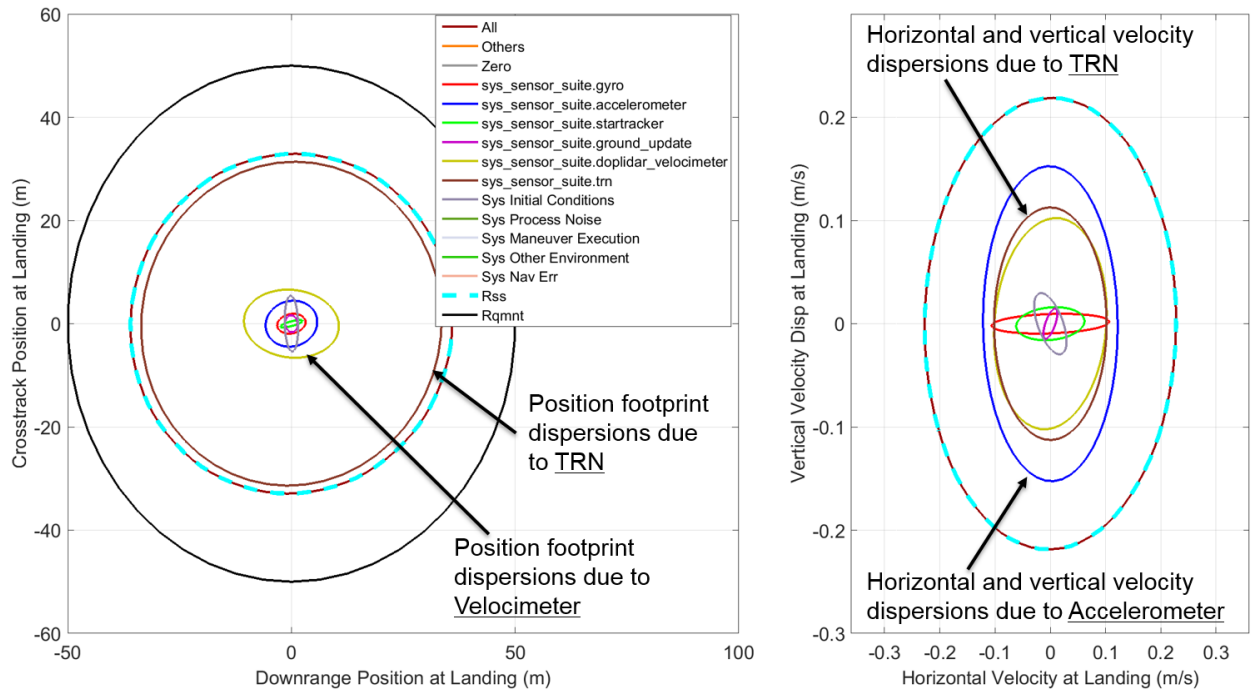 60
40
20
0
-20
-40
-60
-50
0
50
100
Crosstrack Position at Landing (m)
Downrange Position at Landing (m)
All
Others
Zero
sys_sensor_suite.gyro
sys_sensor_suite.accelerometer
sys_sensor_suite.startracker
sys_sensor_suite.ground_update
sys_sensor_suite.doplidar_velocimeter
sys_sensor_suite.trn
Sys Initial Conditions
Sys Process Noise
Sys Maneuver Execution
Sys Other Environment
Sys Nav Err
Rss
Rqmnt
Position footprint
dispersions due
to TRN
Position footprint
dispersions due to
Velocimeter
Horizontal and vertical velocity
dispersions due to TRN
0.2
0.1
0
-0.1
-0.2
-0.3
-0.3
-0.2
-0.1
0
0.1
0.2
0.3
Vertical Velocity Disp at Landing (m/s)
Horizontal Velocity at Landing (m/s)
Horizontal and vertical velocity
dispersions due to Accelerometer